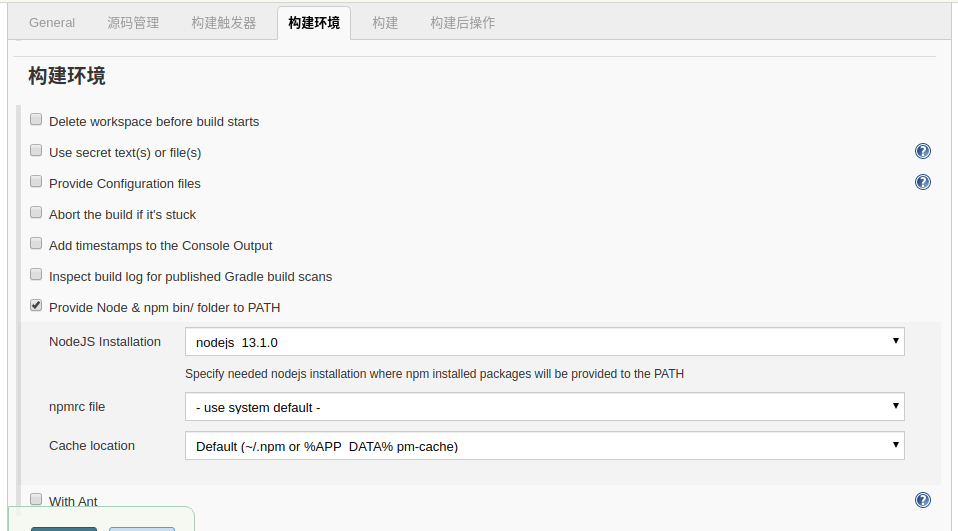 General 源码管理 构建触发器 构建环境 构建 构建后操作
构建环境
Delete workspace before build starts
Use secret text(s) or file(s)
Provide Configuration files
Abort the build if it's stuck
Add timestamps to the Console Output
Inspect build log for published Gradle build scans
Provide Node & npm bin/ folder to PATH
NodeJS Installation nodejs 13.1.0
Specify needed nodejs installation where npm installed packages will be provided to the PATH
npmrc file - use system default -
Cache location Default (~/.npm or %APP_DATA% pm-cache)
With Ant